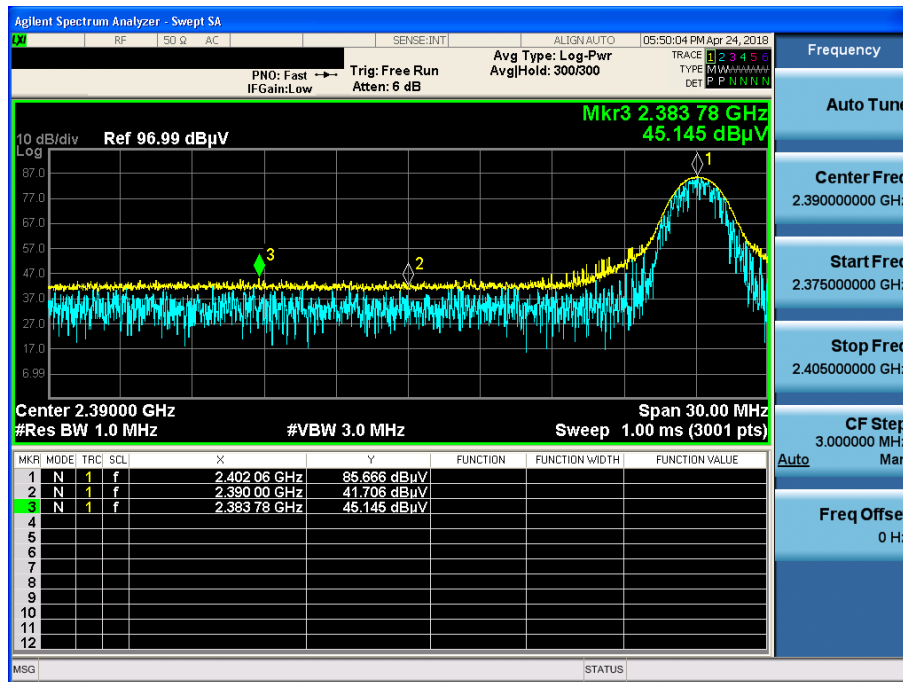 Agilent Spectrum Analyzer - Swept SA
LXI RF 50 Ω AC SENSE:INT ALIGN AUTO 05:50:04 PM Apr 24, 2018
PNO: Fast Trig: Free Run Avg Type: Log-Pwr TRACE 1 2 3 4 5 6
IFGain:Low Atten: 6 dB Avg|Hold: 300/300 TYPE M W W W W W
DET P P N N N N
Mkr3 2.383 78 GHz
45.145 dBµV
10 dB/div Ref 96.99 dBµV
Log
87.0
77.0
67.0
57.0
47.0
37.0
27.0
17.0
6.99
1
2
3
Center 2.39000 GHz Span 30.00 MHz
#Res BW 1.0 MHz #VBW 3.0 MHz Sweep 1.00 ms (3001 pts)
MKR MODE TRC SCL X Y FUNCTION FUNCTION WIDTH FUNCTION VALUE
1 N 1 f 2.402 06 GHz 85.666 dBµV
2 N 1 f 2.390 00 GHz 41.706 dBµV
3 N 1 f 2.383 78 GHz 45.145 dBµV
4
5
6
7
8
9
10
11
12
MSG STATUS
Frequency
Auto Tune
Center Freq
2.390000000 GHz
Start Freq
2.375000000 GHz
Stop Freq
2.405000000 GHz
CF Step
3.000000 MHz
Auto Man
Freq Offset
0 Hz